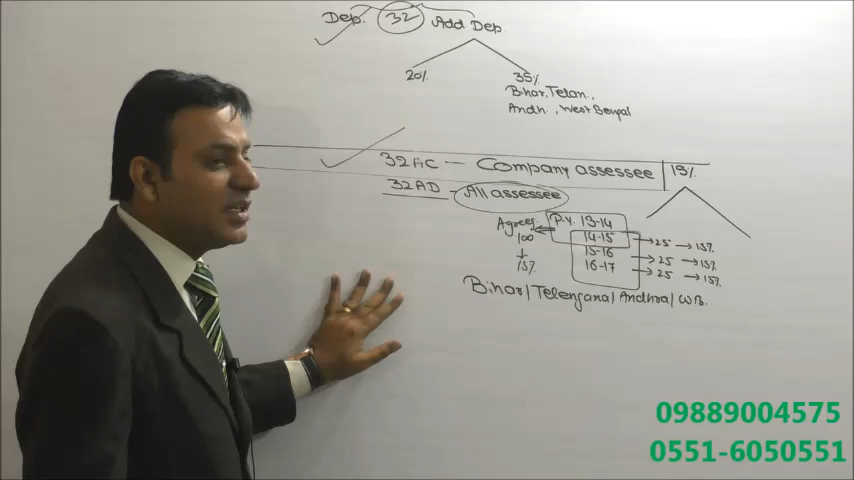 Dep. 32 Add. Dep.
20% 35%
Bihar, Telan.,
Andh., West Bengal
32AC — Company assessee 15%
32AD - All assessee
Agreeg. P.Y. 13-14
100 14-15 → 25 → 15%
15-16 → 25 → 15%
15% 16-17 → 25 → 15%
Bihar/Telengana/Andhra/W.B.
09889004575
0551-6050551